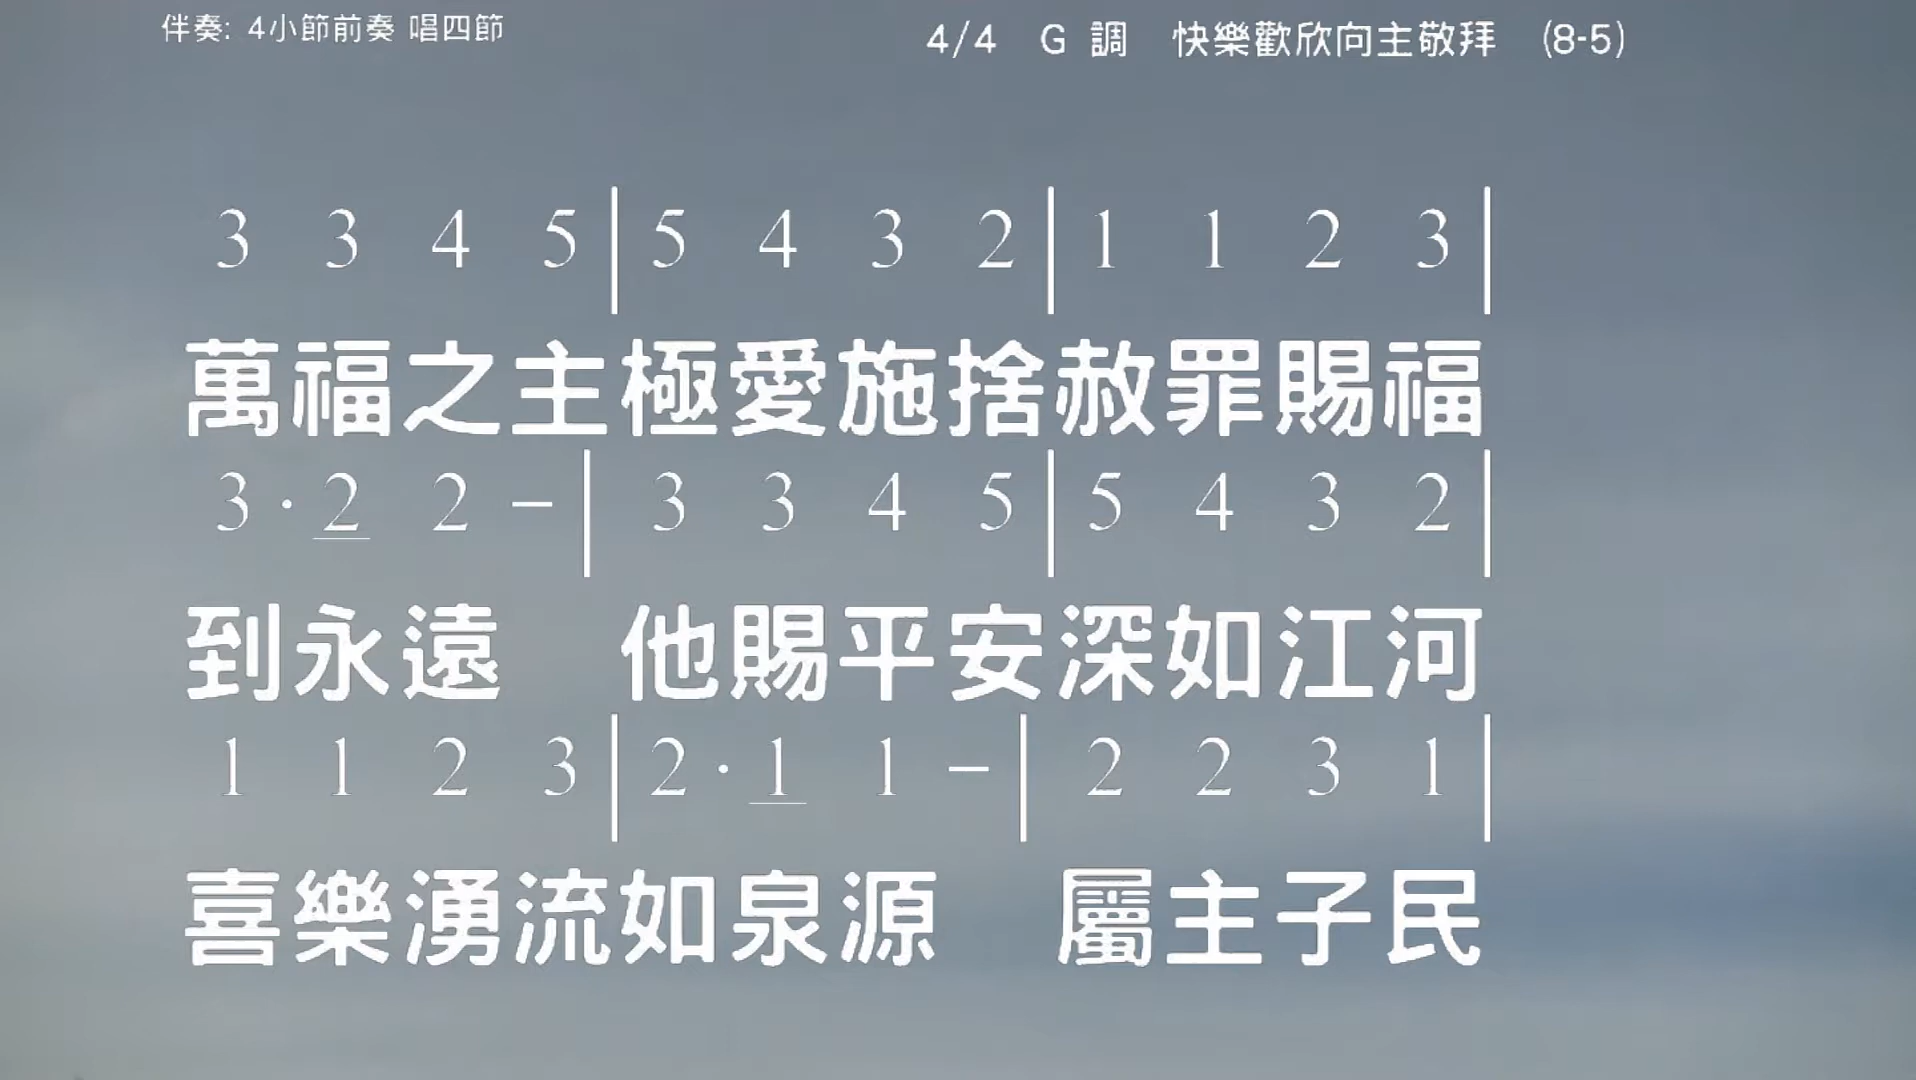 伴奏: 4小節前奏 唱四節
4/4 G 調 快樂歡欣向主敬拜 (8-5)
3 3 4 5 | 5 4 3 2 | 1 1 2 3 |
萬福之主極愛施捨赦罪賜福
3 · 2 2 – | 3 3 4 5 | 5 4 3 2 |
到永遠 他賜平安深如江河
1 1 2 3 | 2 · 1 1 – | 2 2 3 1 |
喜樂湧流如泉源 屬主子民